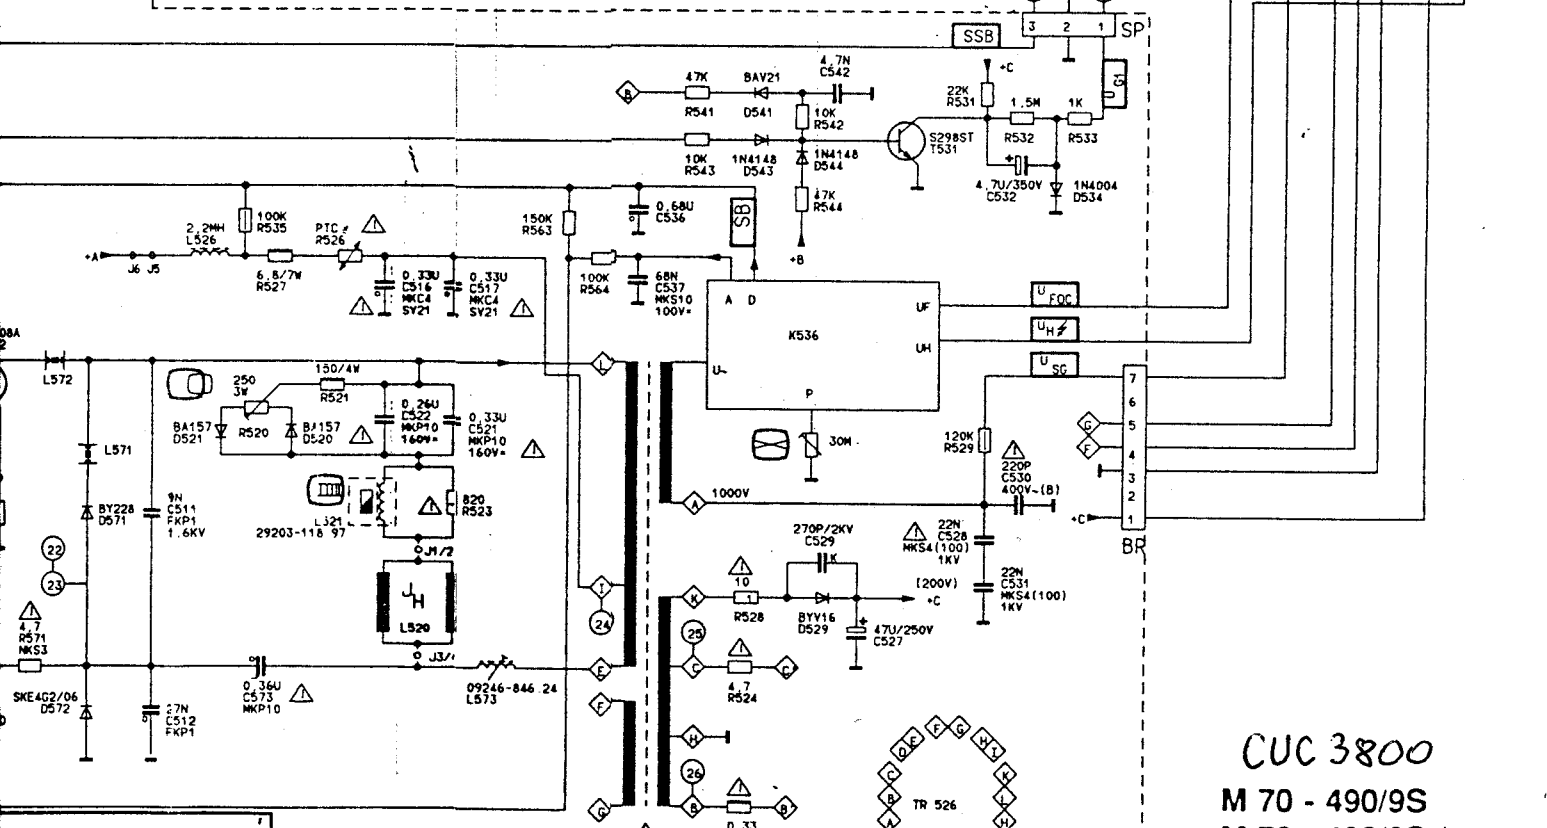 3 2 1 SP
SSB
+C
4.7N
C542
47K
R541
BAV21
D541
B
10K
R542
22K
R531
1.5M
R532
1K
R533
U G1
S298ST
T531
10K
R543
1N4148
D543
1N4148
D544
47K
R544
+B
4.7U/350V
C532
1N4004
D534
100K
R535
2.2MH
L526
PTC
R526
+A
J6 J5
6.8/7W
R527
0.33U
C516
MKC4
SV21
0.33U
C517
MKC4
SV21
150K
R563
0.68U
C536
SB
100K
R564
68N
C537
MKS10
100V=
A D
K536
UF
UH
U~
P
30M
U FOC
U H
U SG
08A
L572
L
150/4W
R521
250
3W
R520
BA157
D521
BA157
D520
0.26U
C522
MKP10
160V=
0.33U
C521
MKP10
160V=
L571
BY228
D571
9N
C511
FKP1
1.6KV
L521
29203-118 97
820
R523
J1/2
22
23
JH
L520
J3/
4.7
R571
NKS3
SKE4G2/06
D572
27N
C512
FKP1
0.36U
C573
MKP10
09246-846.24
L573
I
24
E
F
G
A
1000V
120K
R529
220P
C530
400V~(B)
22N
C528
MKS4(100)
1KV
22N
C531
MKS4(100)
1KV
7
6
5
4
3
2
1
G
F
+C
BR
270P/2KV
C529
K
K
10
R528
BYV16
D529
(200V)
+C
47U/250V
C527
25
C
4.7
R524
C
H
26
B
0.33
B
A B C D E F G H I K L H
TR 526
CUC 3800
M 70 - 490/9S